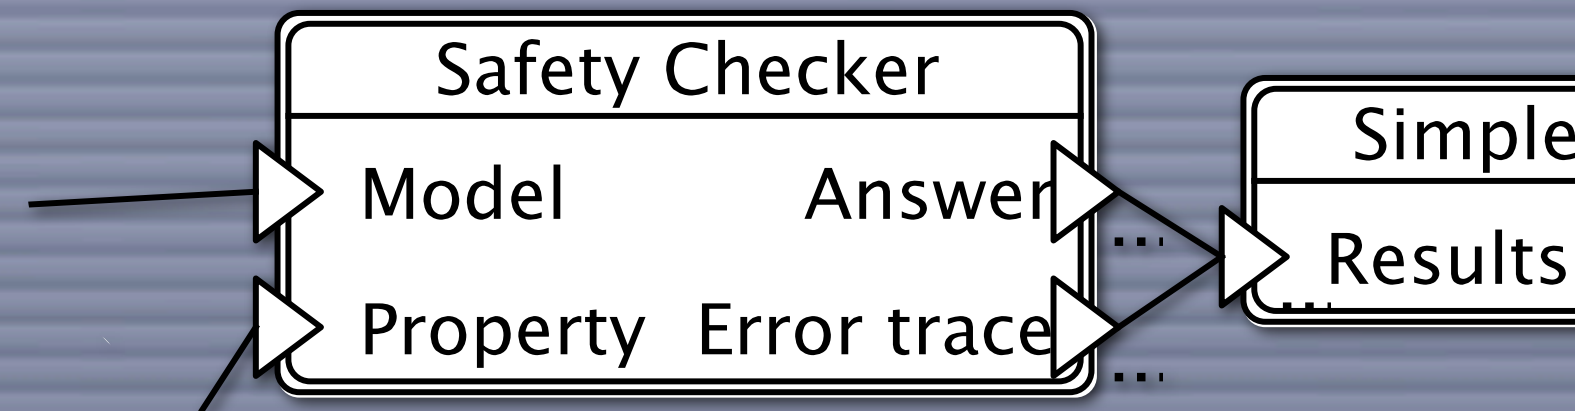 Safety Checker
Simple
Model
Answer
...
Results
...
Property
Error trace
...